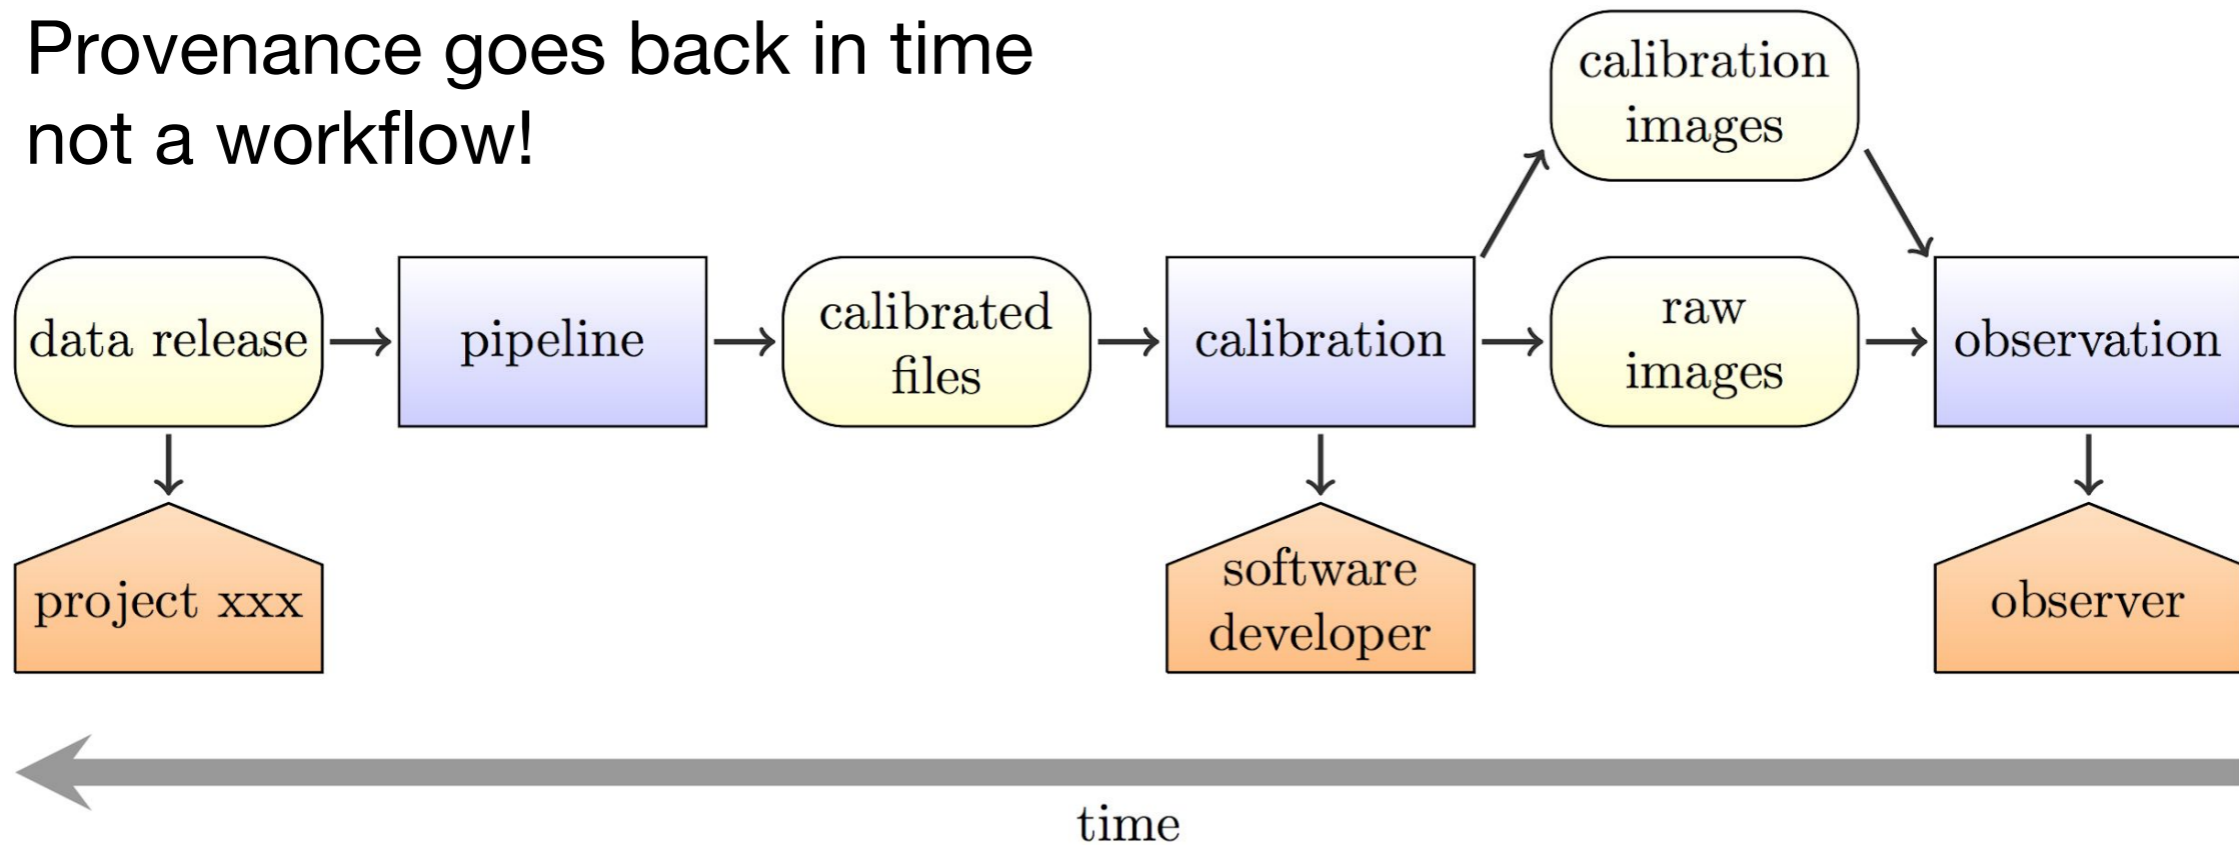 Provenance goes back in time
not a workflow!
calibration
images
data release
pipeline
calibrated
files
calibration
raw
images
observation
project xxx
software
developer
observer
time